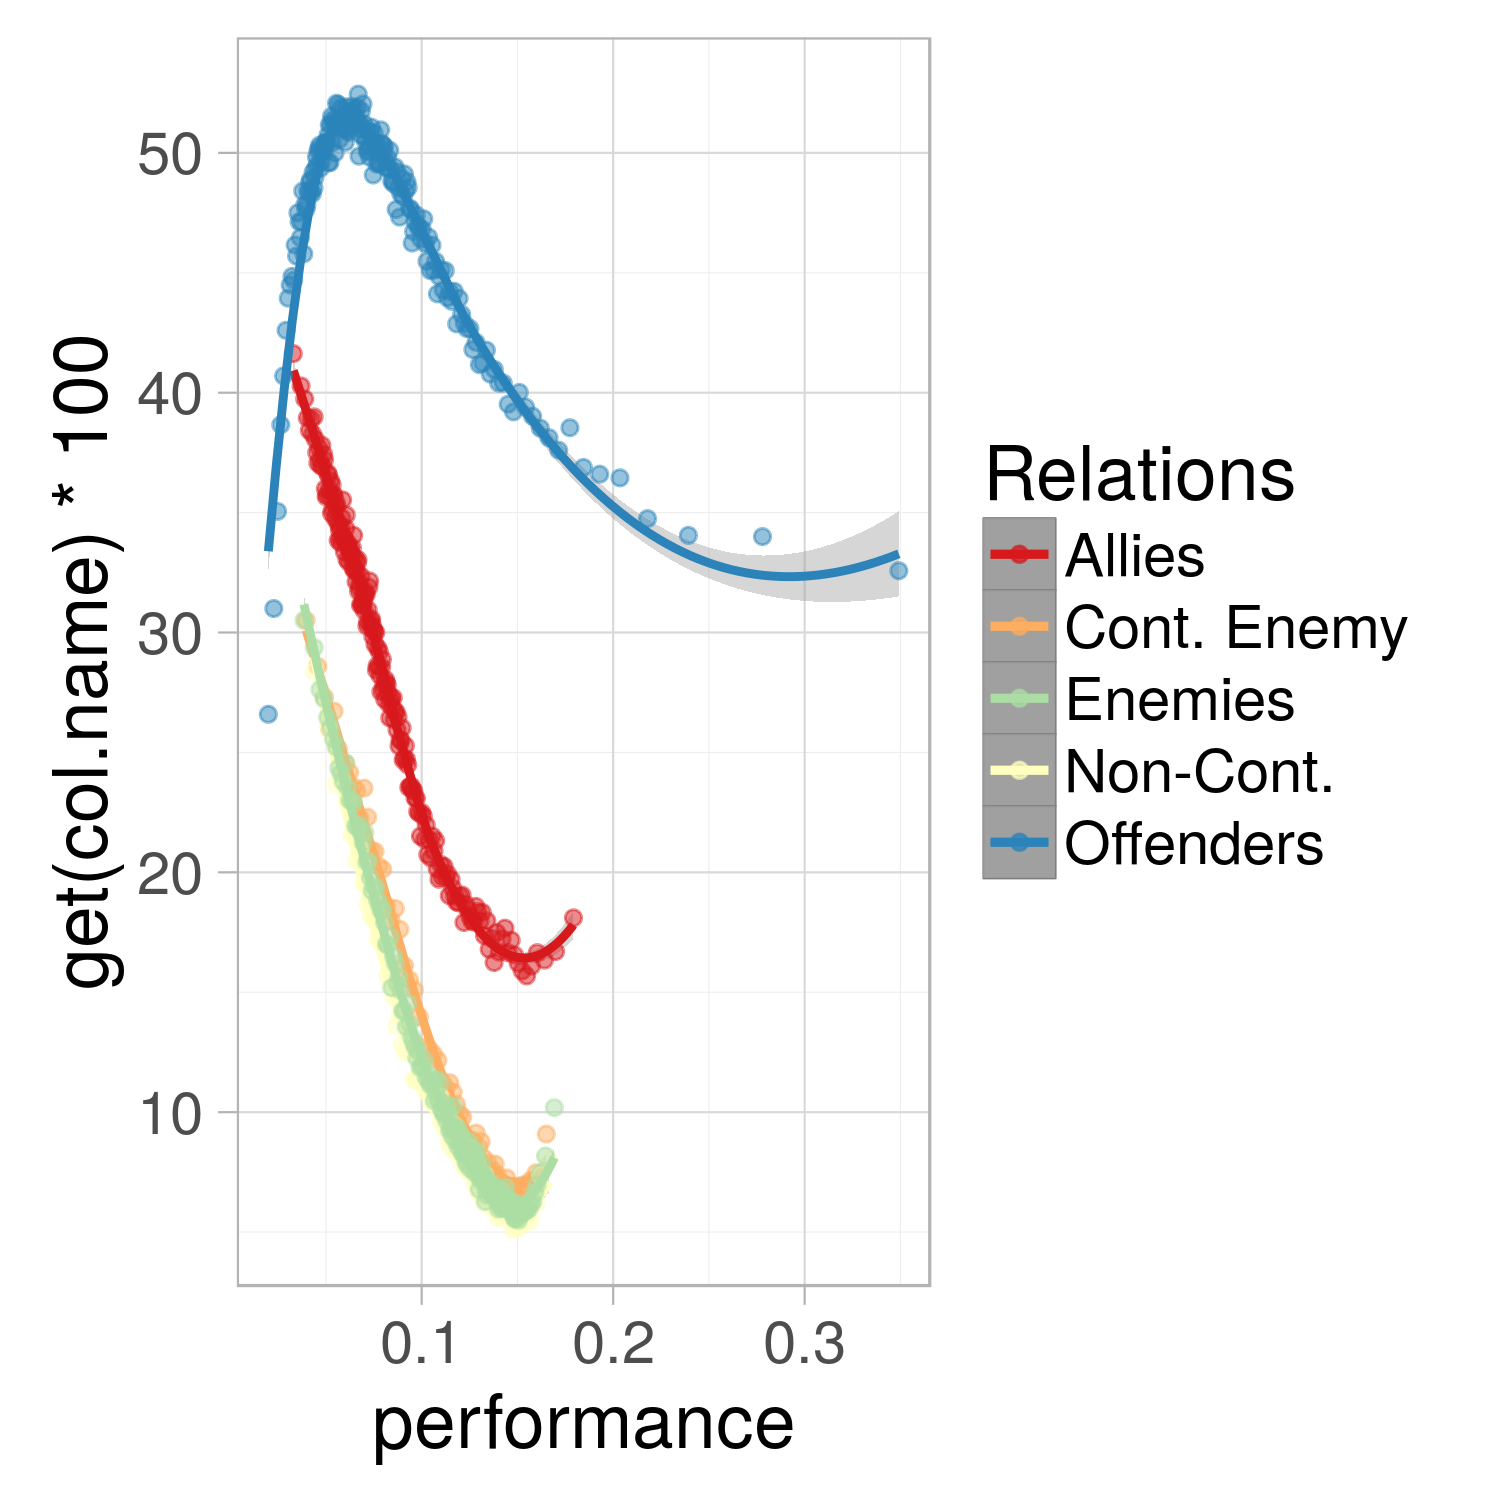 get(col.name) * 100
50
40
30
20
10
0.1
0.2
0.3
performance
Relations
Allies
Cont. Enemy
Enemies
Non-Cont.
Offenders